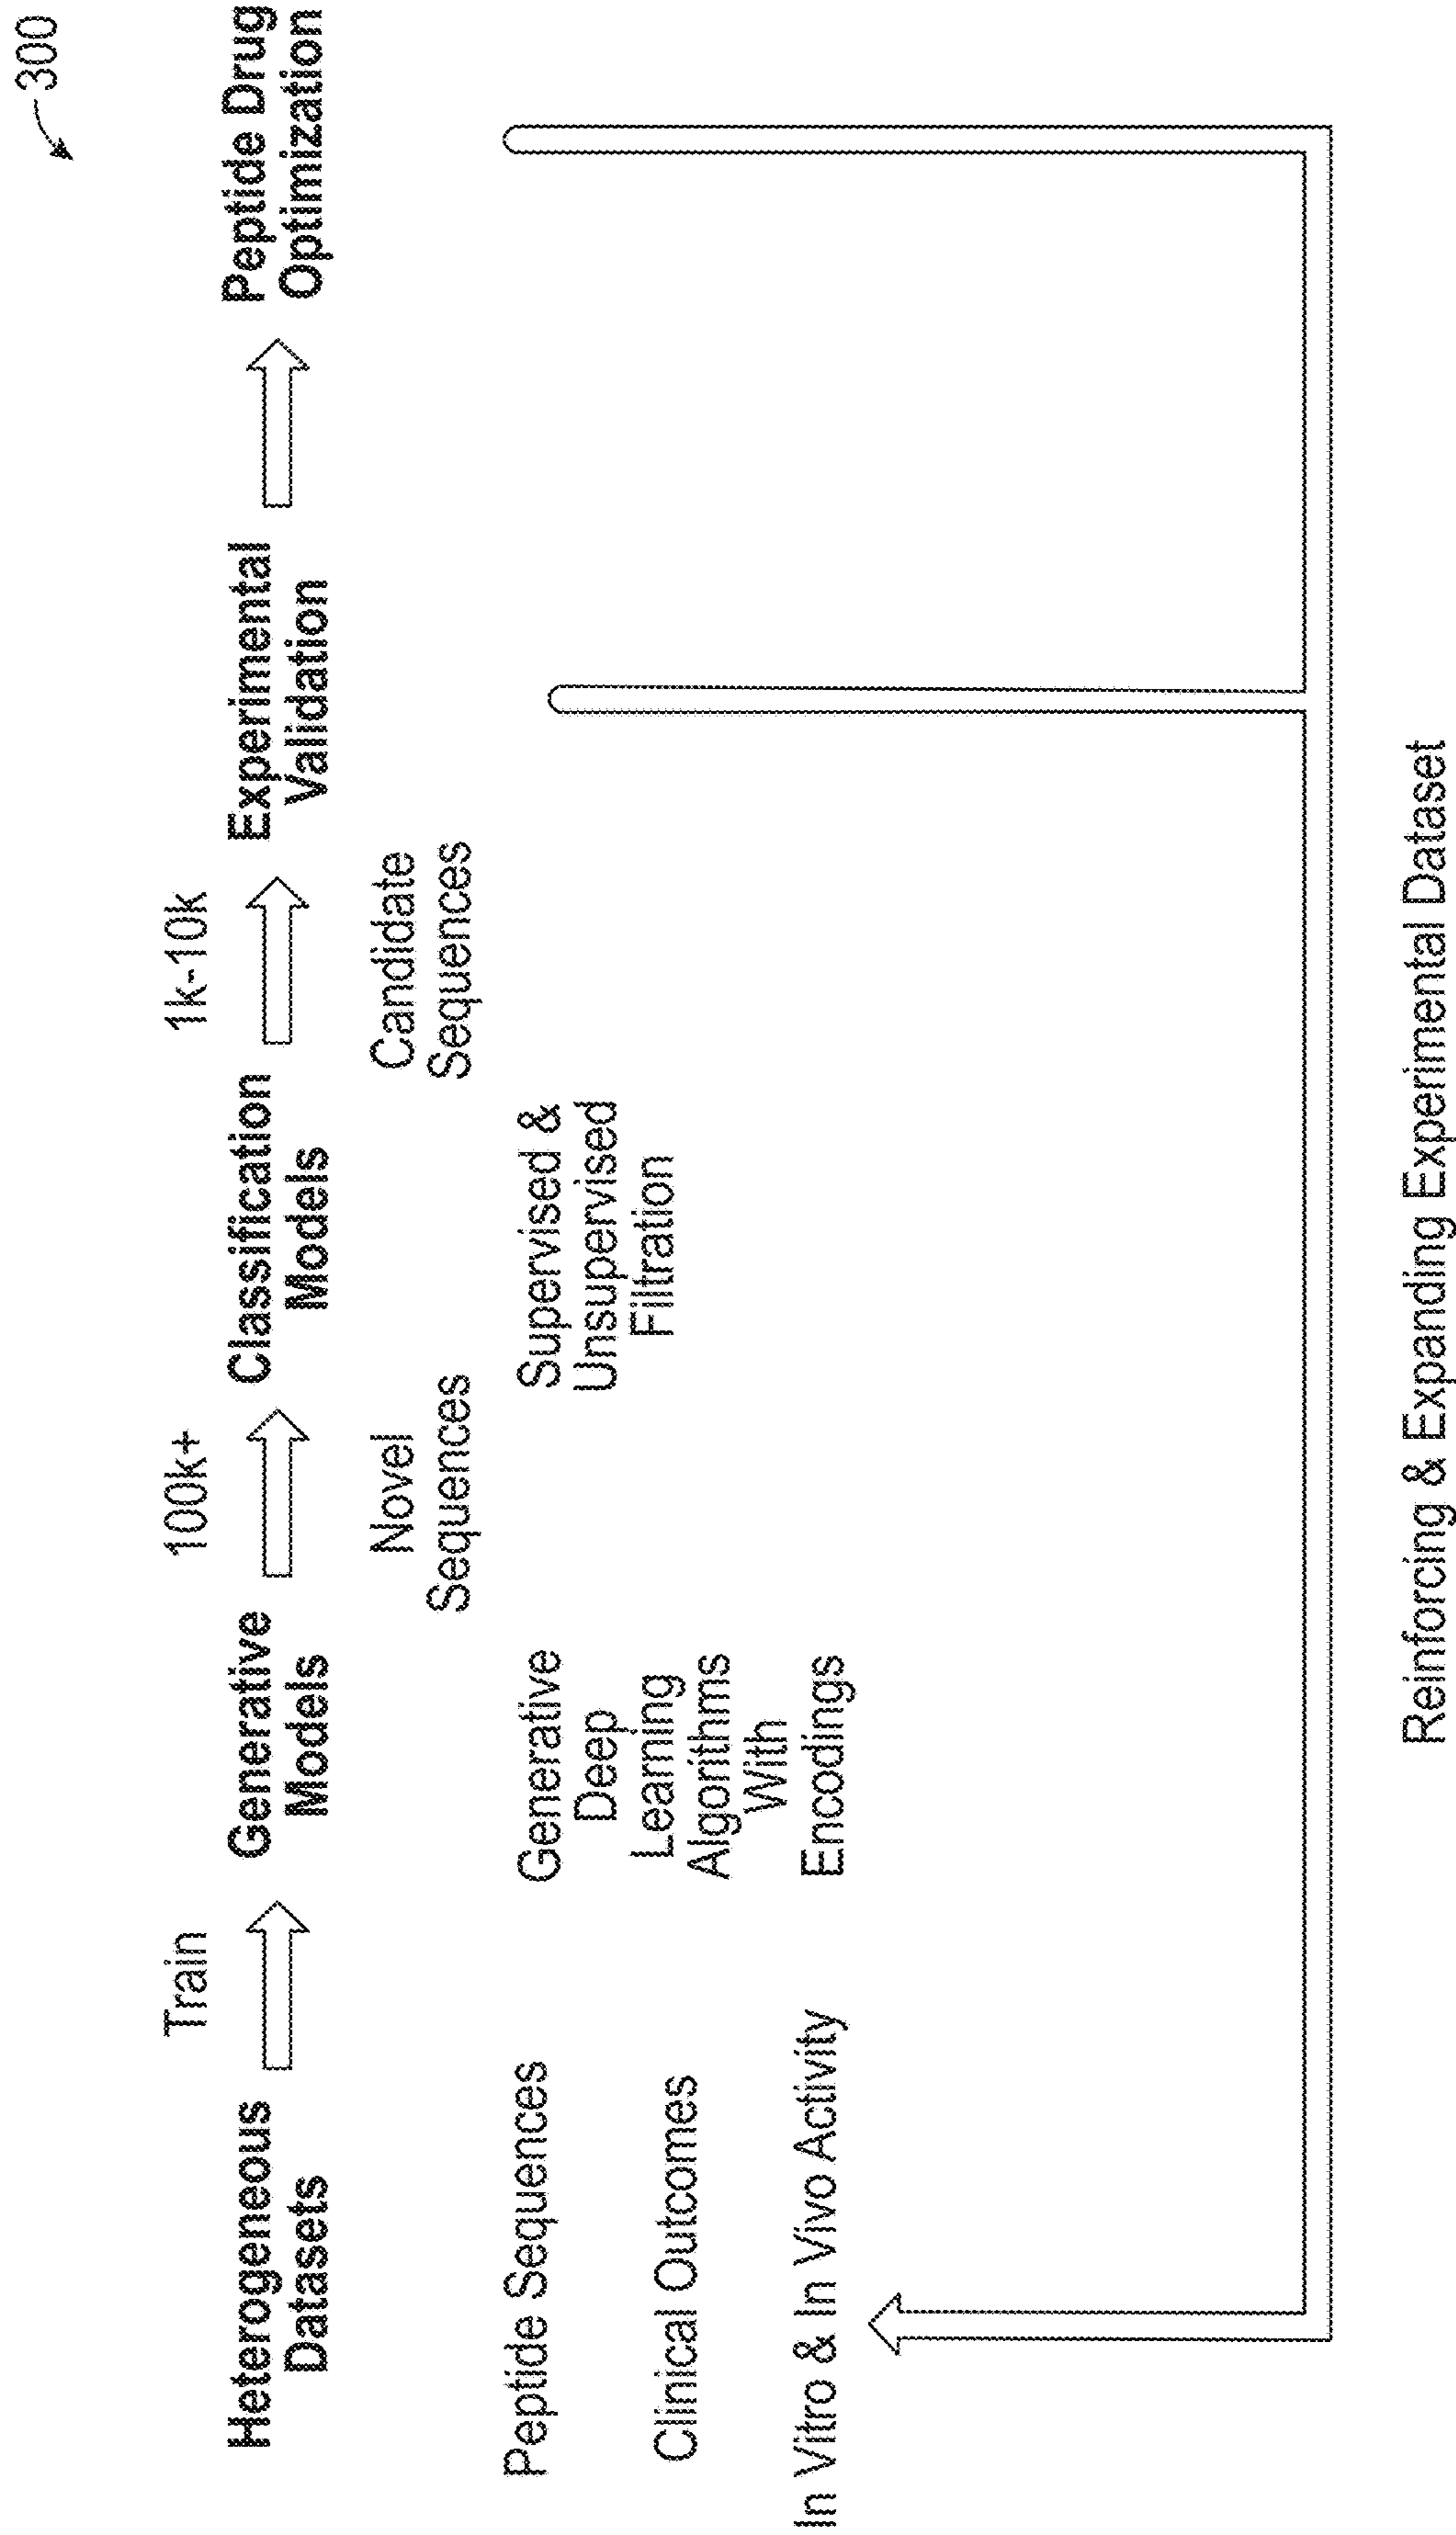 300
Heterogeneous
Datasets
Train
Generative
Models
100k+
Classification
Models
1k-10k
Experimental
Validation
Peptide Drug
Optimization
Novel
Sequences
Candidate
Sequences
Peptide Sequences
Clinical Outcomes
In Vitro & In Vivo Activity
Generative
Deep
Learning
Algorithms
With
Encodings
Supervised &
Unsupervised
Filtration
Reinforcing & Expanding Experimental Dataset